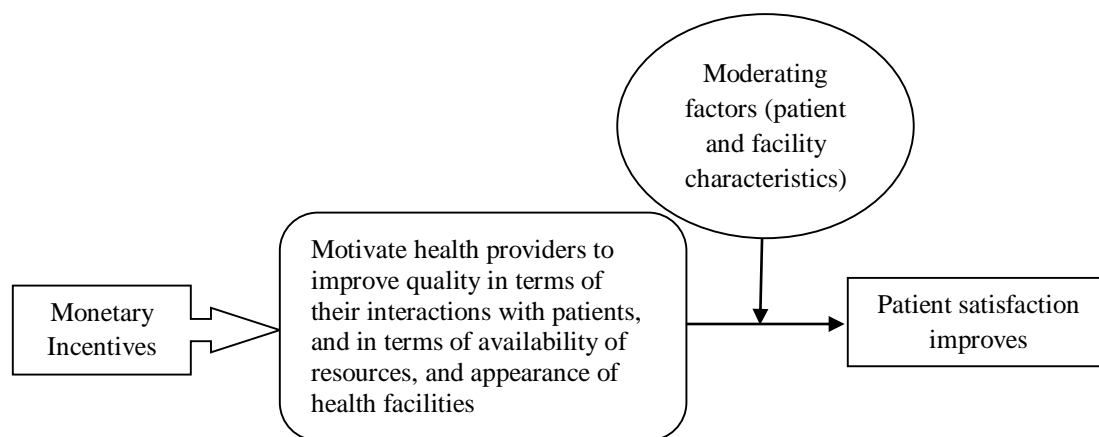 Moderating
factors (patient
and facility
characteristics)
Motivate health providers to
improve quality in terms of
their interactions with patients,
and in terms of availability of
resources, and appearance of
health facilities
Monetary
Incentives
Patient satisfaction
improves